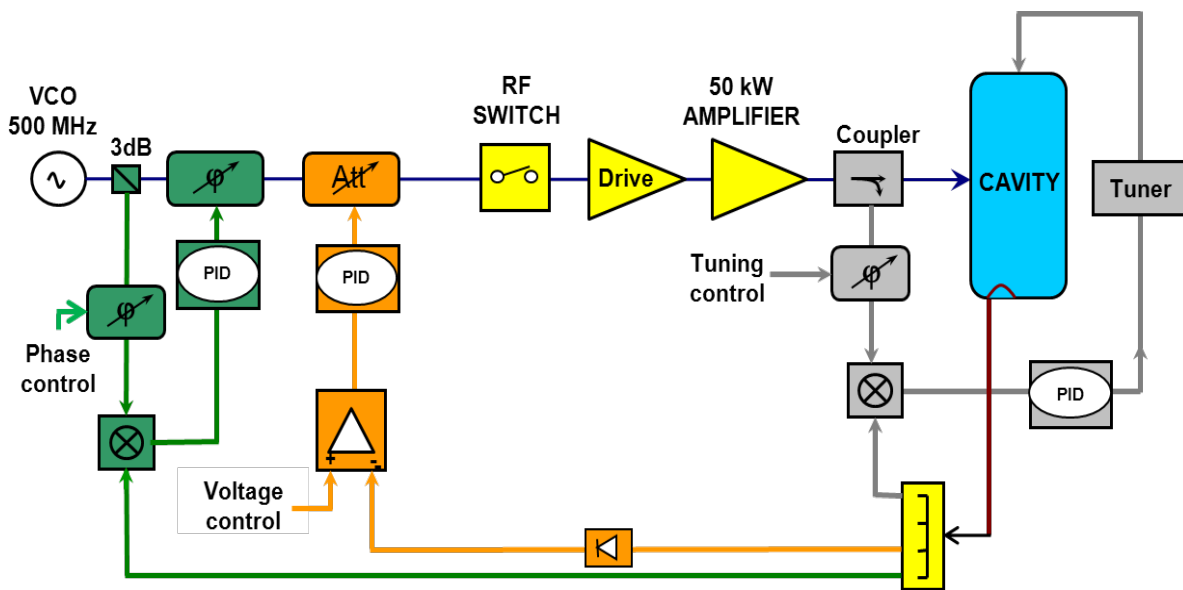 VCO
500 MHz
3dB
φ
Att
RF
SWITCH
Drive
50 kW
AMPLIFIER
Coupler
CAVITY
Tuner
PID
PID
φ
Phase
control
Tuning
control
φ
PID
+
-
-
Voltage
control